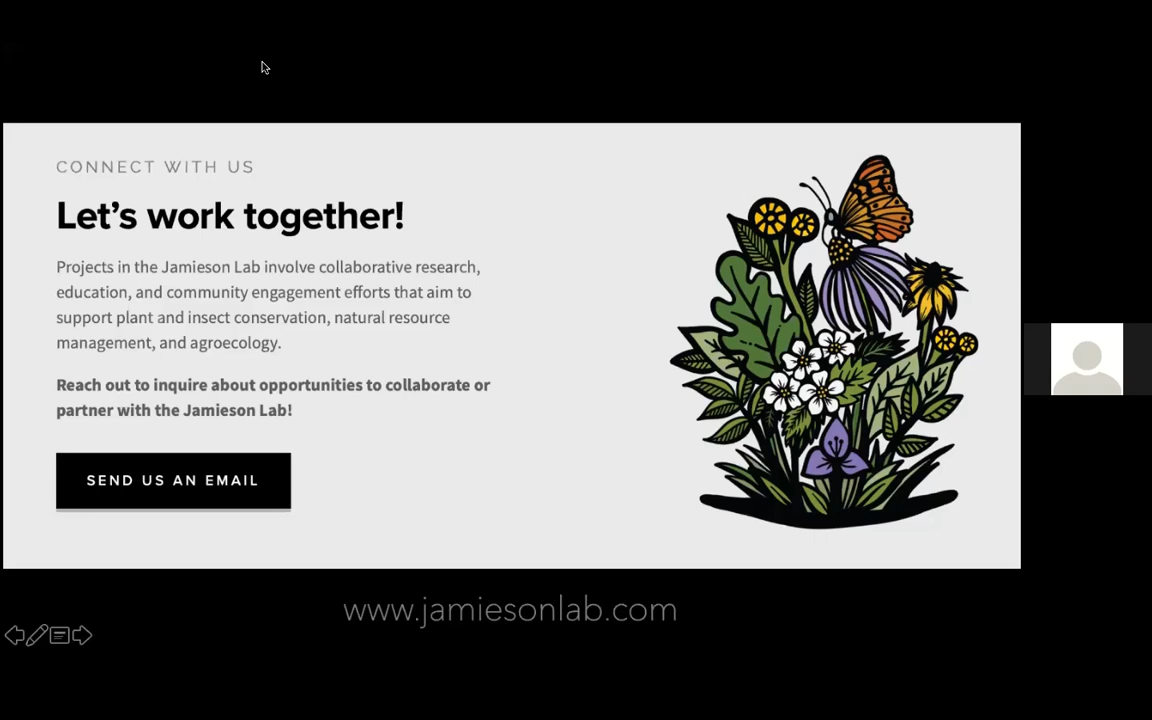 CONNECT WITH US
Let’s work together!
Projects in the Jamieson Lab involve collaborative research,
education, and community engagement efforts that aim to
support plant and insect conservation, natural resource
management, and agroecology.
Reach out to inquire about opportunities to collaborate or
partner with the Jamieson Lab!
SEND US AN EMAIL
www.jamiesonlab.com